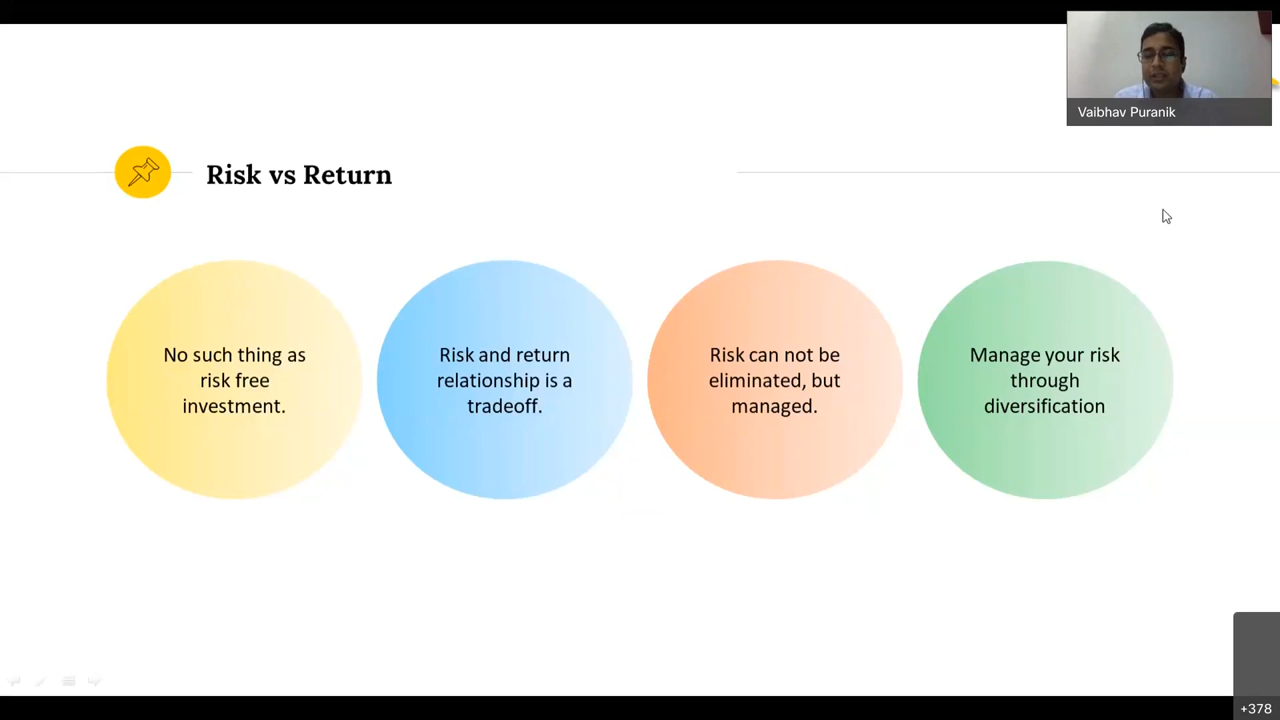 Vaibhav Puranik
Risk vs Return
No such thing as
risk free
investment.
Risk and return
relationship is a
tradeoff.
Risk can not be
eliminated, but
managed.
Manage your risk
through
diversification
+378